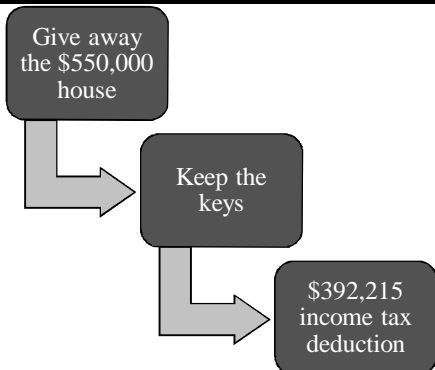 Give away
the $550,000
house
Keep the
keys
$392,215
income tax
deduction